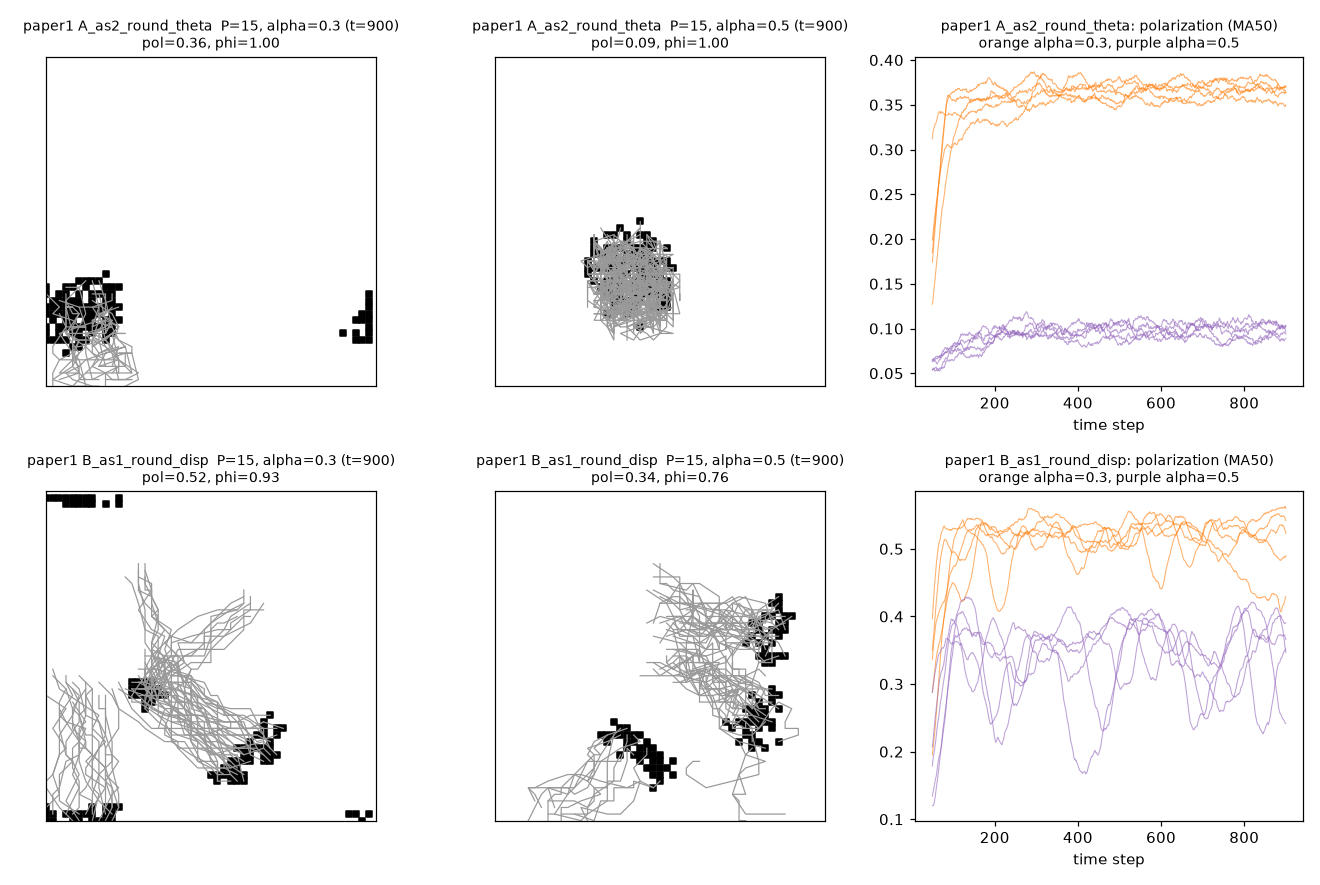 paper1 A_as2_round_theta  P=15, alpha=0.3 (t=900)
pol=0.36, phi=1.00
paper1 A_as2_round_theta  P=15, alpha=0.5 (t=900)
pol=0.09, phi=1.00
paper1 A_as2_round_theta: polarization (MA50)
orange alpha=0.3, purple alpha=0.5
0.40
0.35
0.30
0.25
0.20
0.15
0.10
0.05
200 400 600 800
time step
paper1 B_as1_round_disp  P=15, alpha=0.3 (t=900)
pol=0.52, phi=0.93
paper1 B_as1_round_disp  P=15, alpha=0.5 (t=900)
pol=0.34, phi=0.76
paper1 B_as1_round_disp: polarization (MA50)
orange alpha=0.3, purple alpha=0.5
0.5
0.4
0.3
0.2
0.1
200 400 600 800
time step